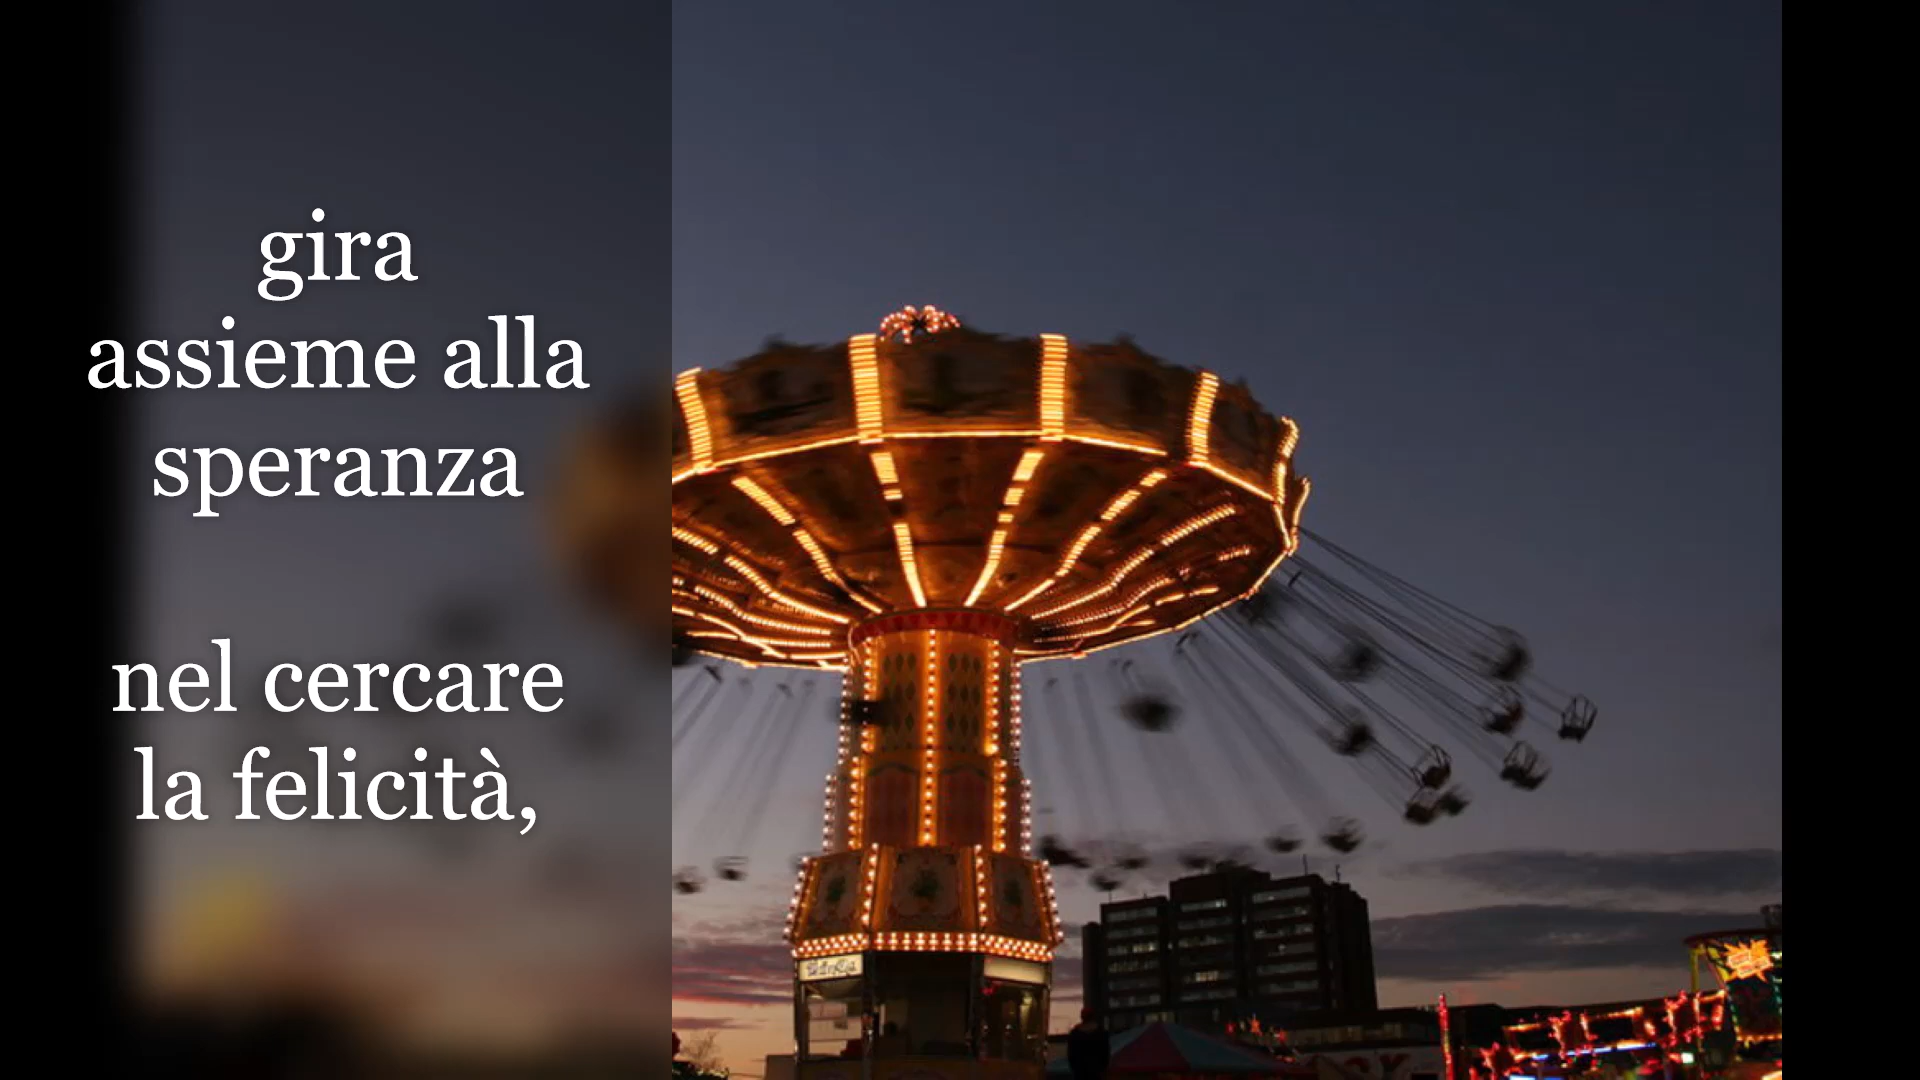 gira
assieme alla
speranza
nel cercare
la felicità,